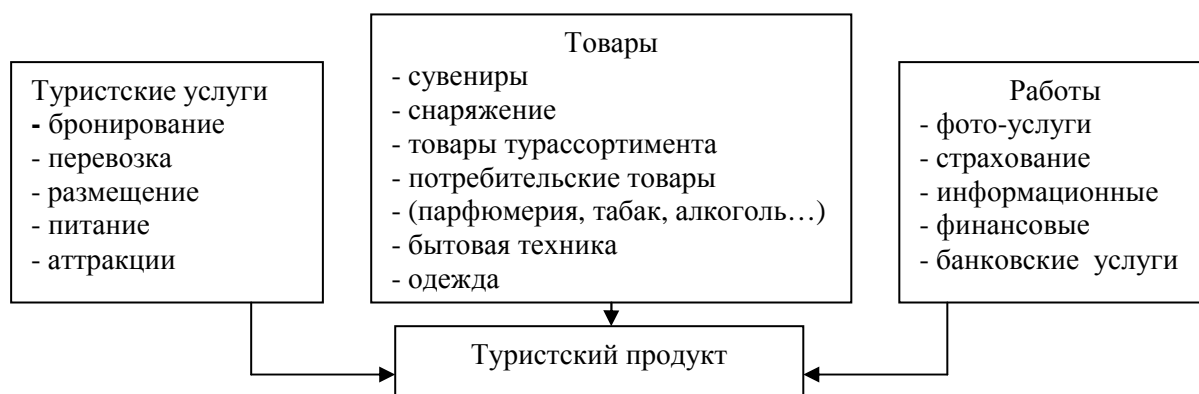 Туристские услуги
- бронирование
- перевозка
- размещение
- питание
- аттракции
Товары
- сувениры
- снаряжение
- товары турассортимента
- потребительские товары
- (парфюмерия, табак, алкоголь…)
- бытовая техника
- одежда
Работы
- фото-услуги
- страхование
- информационные
- финансовые
- банковские услуги
Туристский продукт